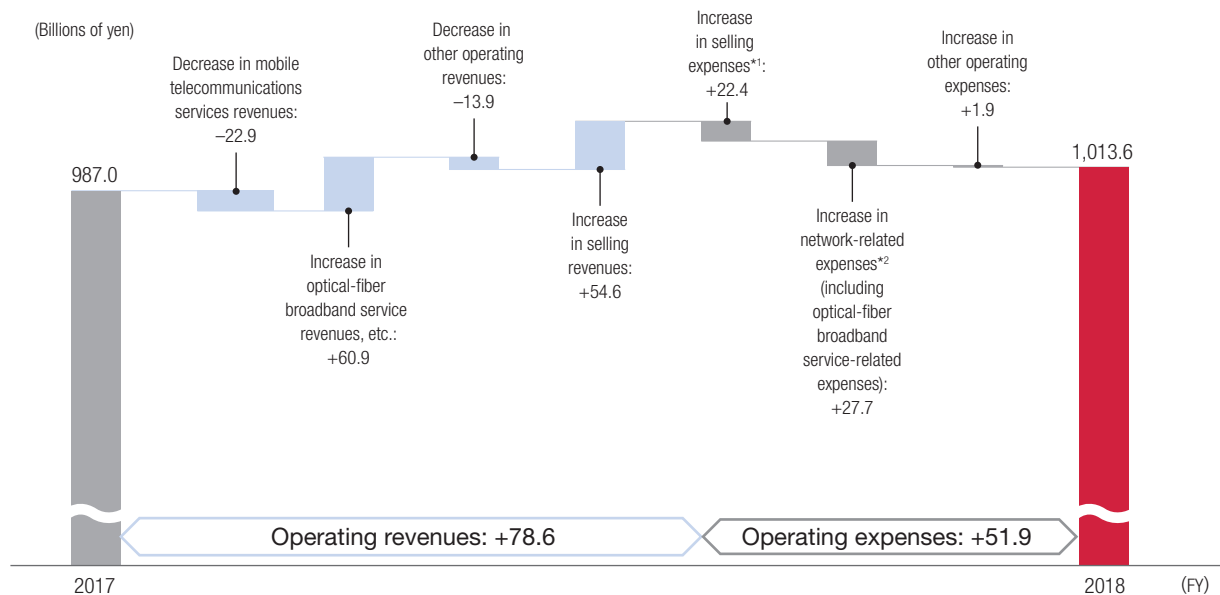 (Billions of yen)
987.0
Decrease in mobile
telecommunications
services revenues:
–22.9
Increase in
optical-fiber
broadband service
revenues, etc.:
+60.9
Decrease in
other operating
revenues:
–13.9
Increase
in selling
revenues:
+54.6
Increase
in selling
expenses*1:
+22.4
Increase in
network-related
expenses*2
(including
optical-fiber
broadband
service-related
expenses):
+27.7
Increase in
other operating
expenses:
+1.9
1,013.6
Operating revenues: +78.6
Operating expenses: +51.9
2017
2018
(FY)